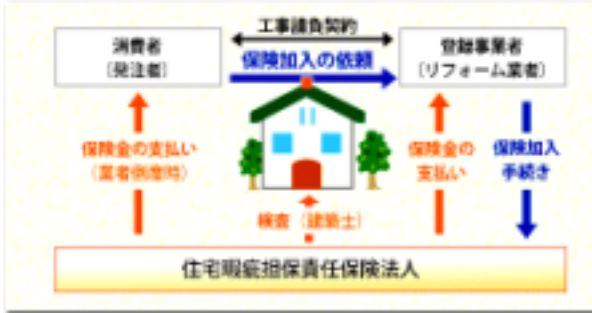 工事請負契約
消費者
(発注者)
保険加入の依頼
登録事業者
(リフォーム業者)
保険金の支払い
(業者倒産時)
保険金の
支払い
保険加入
手続き
検査（建築士）
住宅瑕疵担保責任保険法人